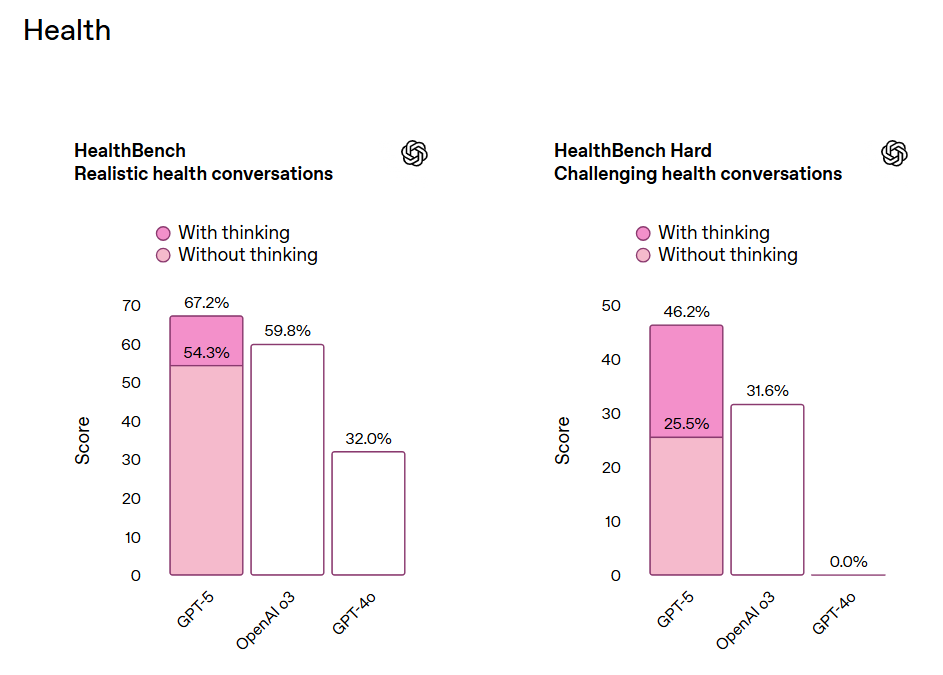 Health
HealthBench
Realistic health conversations
With thinking
Without thinking
70
60
50
40
30
20
10
0
Score
67.2%
54.3%
59.8%
32.0%
GPT-5
OpenAI o3
GPT-4o
HealthBench Hard
Challenging health conversations
With thinking
Without thinking
50
40
30
20
10
0
Score
46.2%
25.5%
31.6%
0.0%
GPT-5
OpenAI o3
GPT-4o